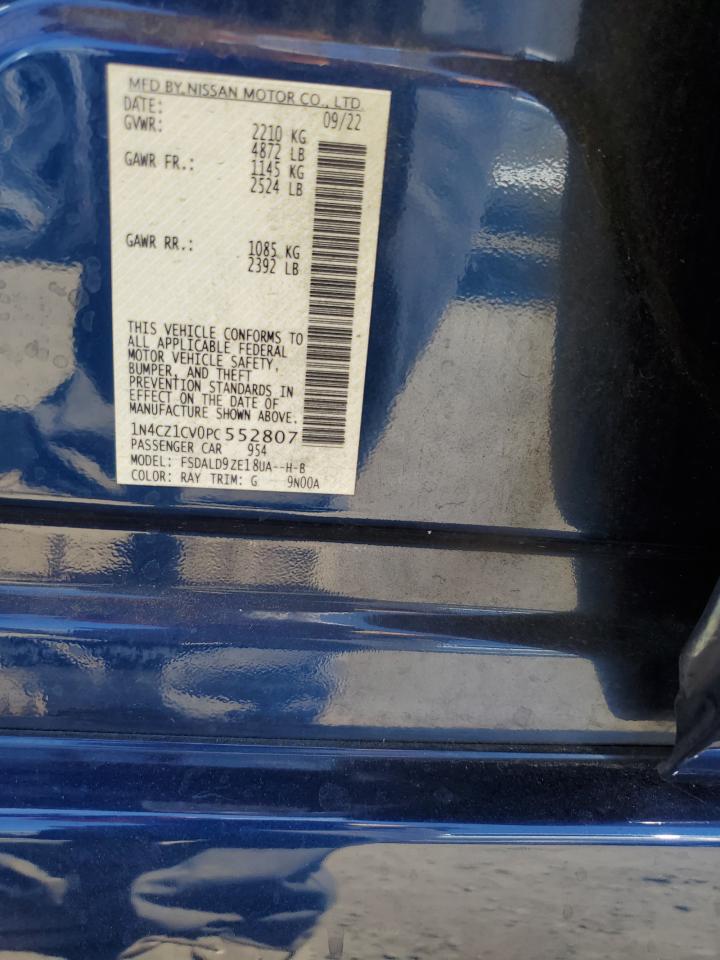 MFD BY NISSAN MOTOR CO., LTD.
DATE: 09/22
GVWR: 2210 KG
4872 LB
GAWR FR.: 1145 KG
2524 LB
GAWR RR.: 1085 KG
2392 LB
THIS VEHICLE CONFORMS TO
ALL APPLICABLE FEDERAL
MOTOR VEHICLE SAFETY,
BUMPER, AND THEFT
PREVENTION STANDARDS IN
EFFECT ON THE DATE OF
MANUFACTURE SHOWN ABOVE.
1N4CZ1CV0PC552807
PASSENGER CAR 954
MODEL: FSDALD9ZE18UA--H-B
COLOR: RAY TRIM: G 9N00A